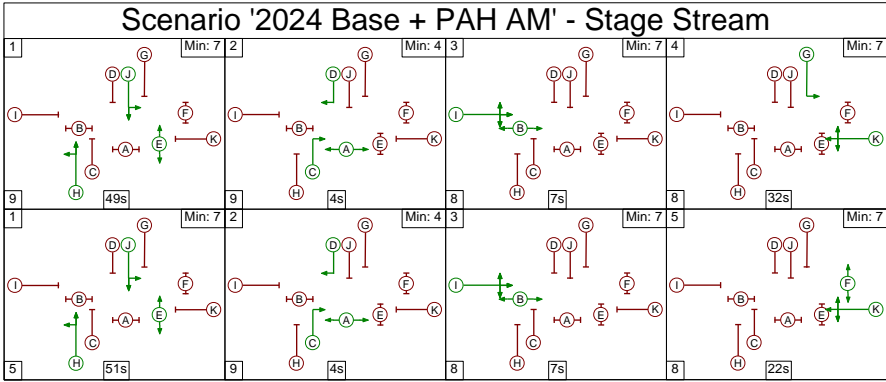 Scenario '2024 Base + PAH AM' - Stage Stream
1 Min: 7 2 Min: 4 3 Min: 7 4 Min: 7
G G G G
D J D J D J D J
I F I F I F I F
B B B B
A E K A E K A E K A E K
C C C C
H H H H
9 49s 9 4s 8 7s 8 32s
1 Min: 7 2 Min: 4 3 Min: 7 5 Min: 7
G G G G
D J D J D J D J
I F I F I F I F
B B B B
A E K A E K A E K A E K
C C C C
H H H H
5 51s 9 4s 8 7s 8 22s